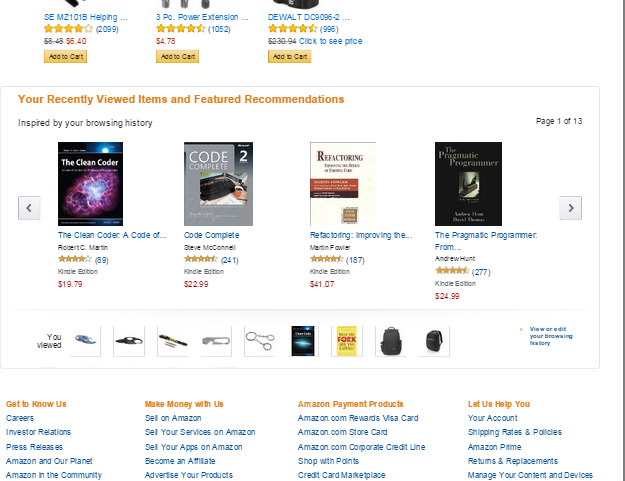 SE MZ101B Helping ...
(2099)
$8.48 $6.40
Add to Cart
3 Pc. Power Extension ...
(1052)
$4.78
Add to Cart
DEWALT DC9096-2 ...
(996)
$230.94 Click to see price
Add to Cart
Your Recently Viewed Items and Featured Recommendations
Inspired by your browsing history
Page 1 of 13
The Clean Coder
CODE
COMPLETE
2
REFACTORING
The
Pragmatic
Programmer
Andrew Hunt
David Thomas
The Clean Coder: A Code of...
Robert C. Martin
(89)
Kindle Edition
$19.79
Code Complete
Steve McConnell
(241)
Kindle Edition
$22.99
Refactoring: Improving the...
Martin Fowler
(187)
Kindle Edition
$41.07
The Pragmatic Programmer:
From...
Andrew Hunt
(277)
Kindle Edition
$24.99
You
viewed
FORK
View or edit
your browsing
history
Get to Know Us
Careers
Investor Relations
Press Releases
Amazon and Our Planet
Amazon in the Community
Make Money with Us
Sell on Amazon
Sell Your Services on Amazon
Sell Your Apps on Amazon
Become an Affiliate
Advertise Your Products
Amazon Payment Products
Amazon.com Rewards Visa Card
Amazon.com Store Card
Amazon.com Corporate Credit Line
Shop with Points
Credit Card Marketplace
Let Us Help You
Your Account
Shipping Rates & Policies
Amazon Prime
Returns & Replacements
Manage Your Content and Devices